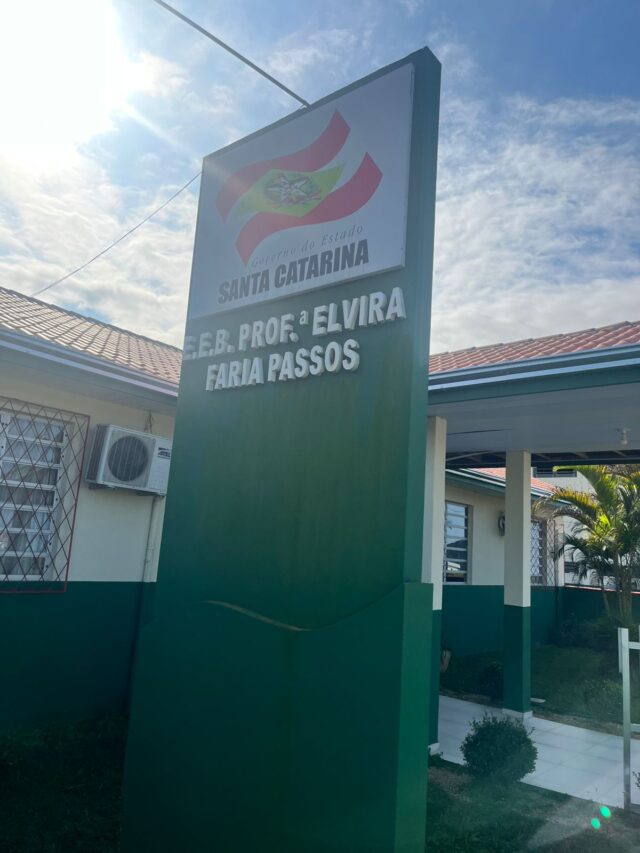 Governo do Estado
SANTA CATARINA
E.E.B. PROF.ª ELVIRA
FARIA PASSOS